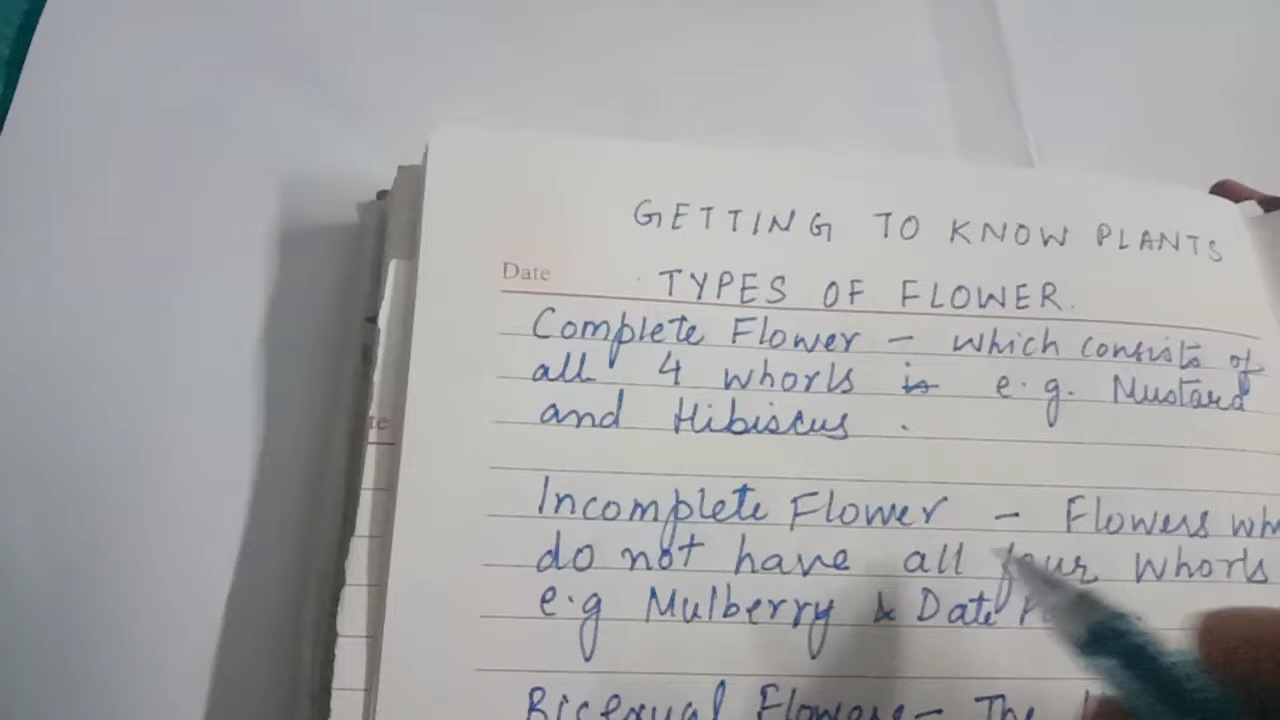 GETTING TO KNOW PLANTS
Date
TYPES OF FLOWER.
Complete Flower - which consists of
all 4 whorls is e.g. Mustard
and Hibiscus .
Incomplete Flower - Flowers
do not have all four whorls
e.g Mulberry & Date
Bisexual Flowers - The